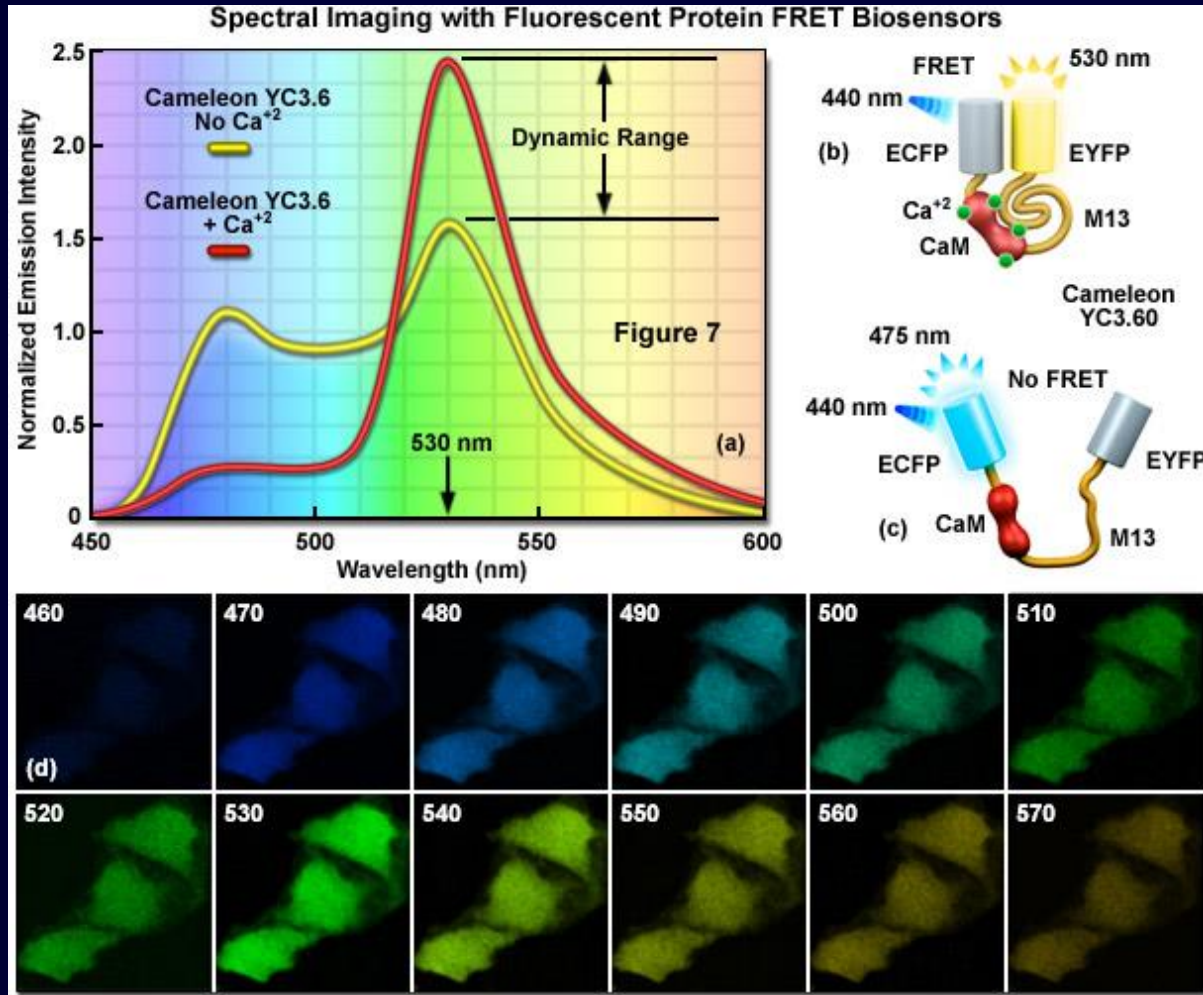 Spectral Imaging with Fluorescent Protein FRET Biosensors
Normalized Emission Intensity
2.5
2.0
1.5
1.0
0.5
0
Cameleon YC3.6
No Ca+2
Cameleon YC3.6
+ Ca+2
Dynamic Range
Figure 7
530 nm
(a)
450
500
550
600
Wavelength (nm)
FRET
530 nm
440 nm
(b)
ECFP
EYFP
Ca+2
M13
CaM
Cameleon
YC3.60
475 nm
No FRET
440 nm
ECFP
EYFP
CaM
(c)
M13
460
470
480
490
500
510
(d)
520
530
540
550
560
570